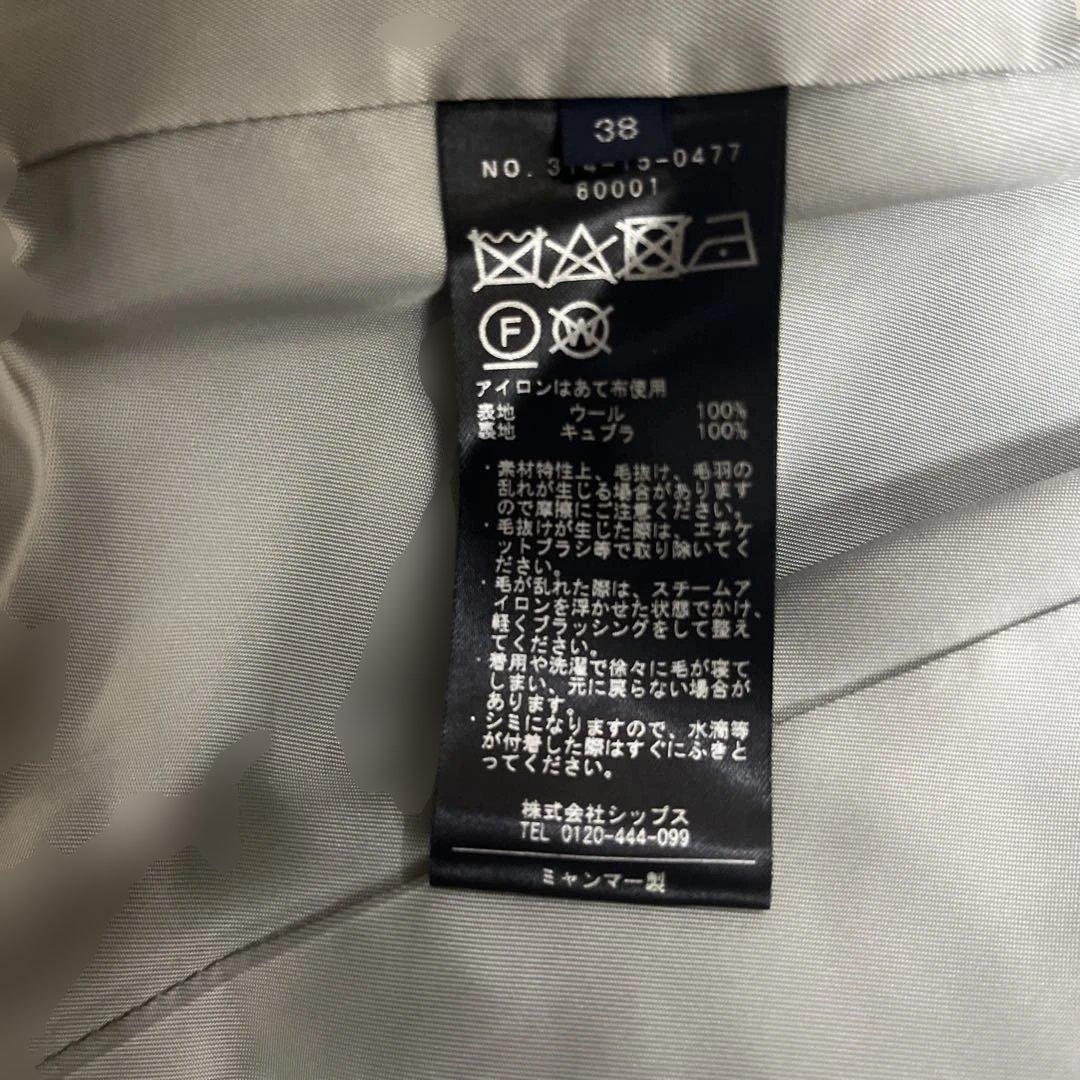 38
NO. 314-15-0477
60001
F
W
アイロンはあて布使用
表地 ウール 100%
裏地 キュプラ 100%
・素材特性上、毛抜け、毛羽の
乱れが生じる場合があります
ので摩擦にご注意ください。
・毛抜けが生じた際は、エチケ
ットブラシ等で取り除いてく
ださい。
・毛が乱れた際は、スチームア
イロンを浮かせた状態でかけ、
軽くブラッシングをして整え
てください。
・着用や洗濯で徐々に毛が寝て
しまい、元に戻らない場合が
あります。
・シミになりますので、水滴等
が付着した際はすぐにふきと
ってください。
株式会社シップス
TEL 0120-444-099
ミャンマー製